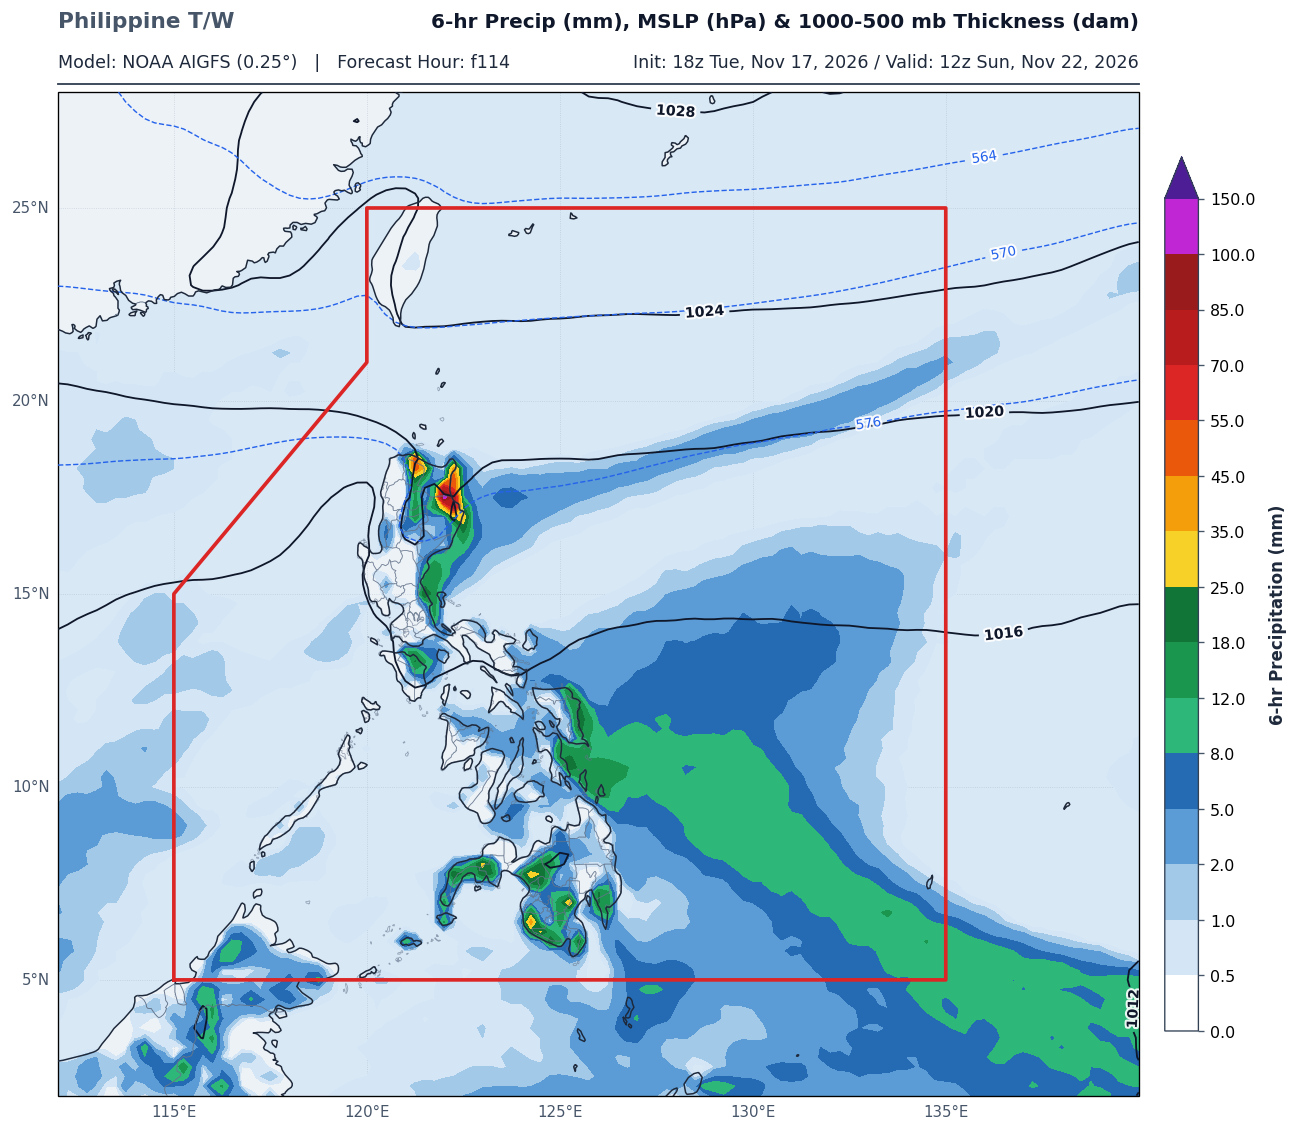 Philippine T/W
6-hr Precip (mm), MSLP (hPa) & 1000-500 mb Thickness (dam)
Model: NOAA AIGFS (0.25°) | Forecast Hour: f114
Init: 18z Tue, Nov 17, 2026 / Valid: 12z Sun, Nov 22, 2026
1028
564
570
1024
1020
576
1016
1012
25°N
20°N
15°N
10°N
5°N
115°E
120°E
125°E
130°E
135°E
150.0
100.0
85.0
70.0
55.0
45.0
35.0
25.0
18.0
12.0
8.0
5.0
2.0
1.0
0.5
0.0
6-hr Precipitation (mm)